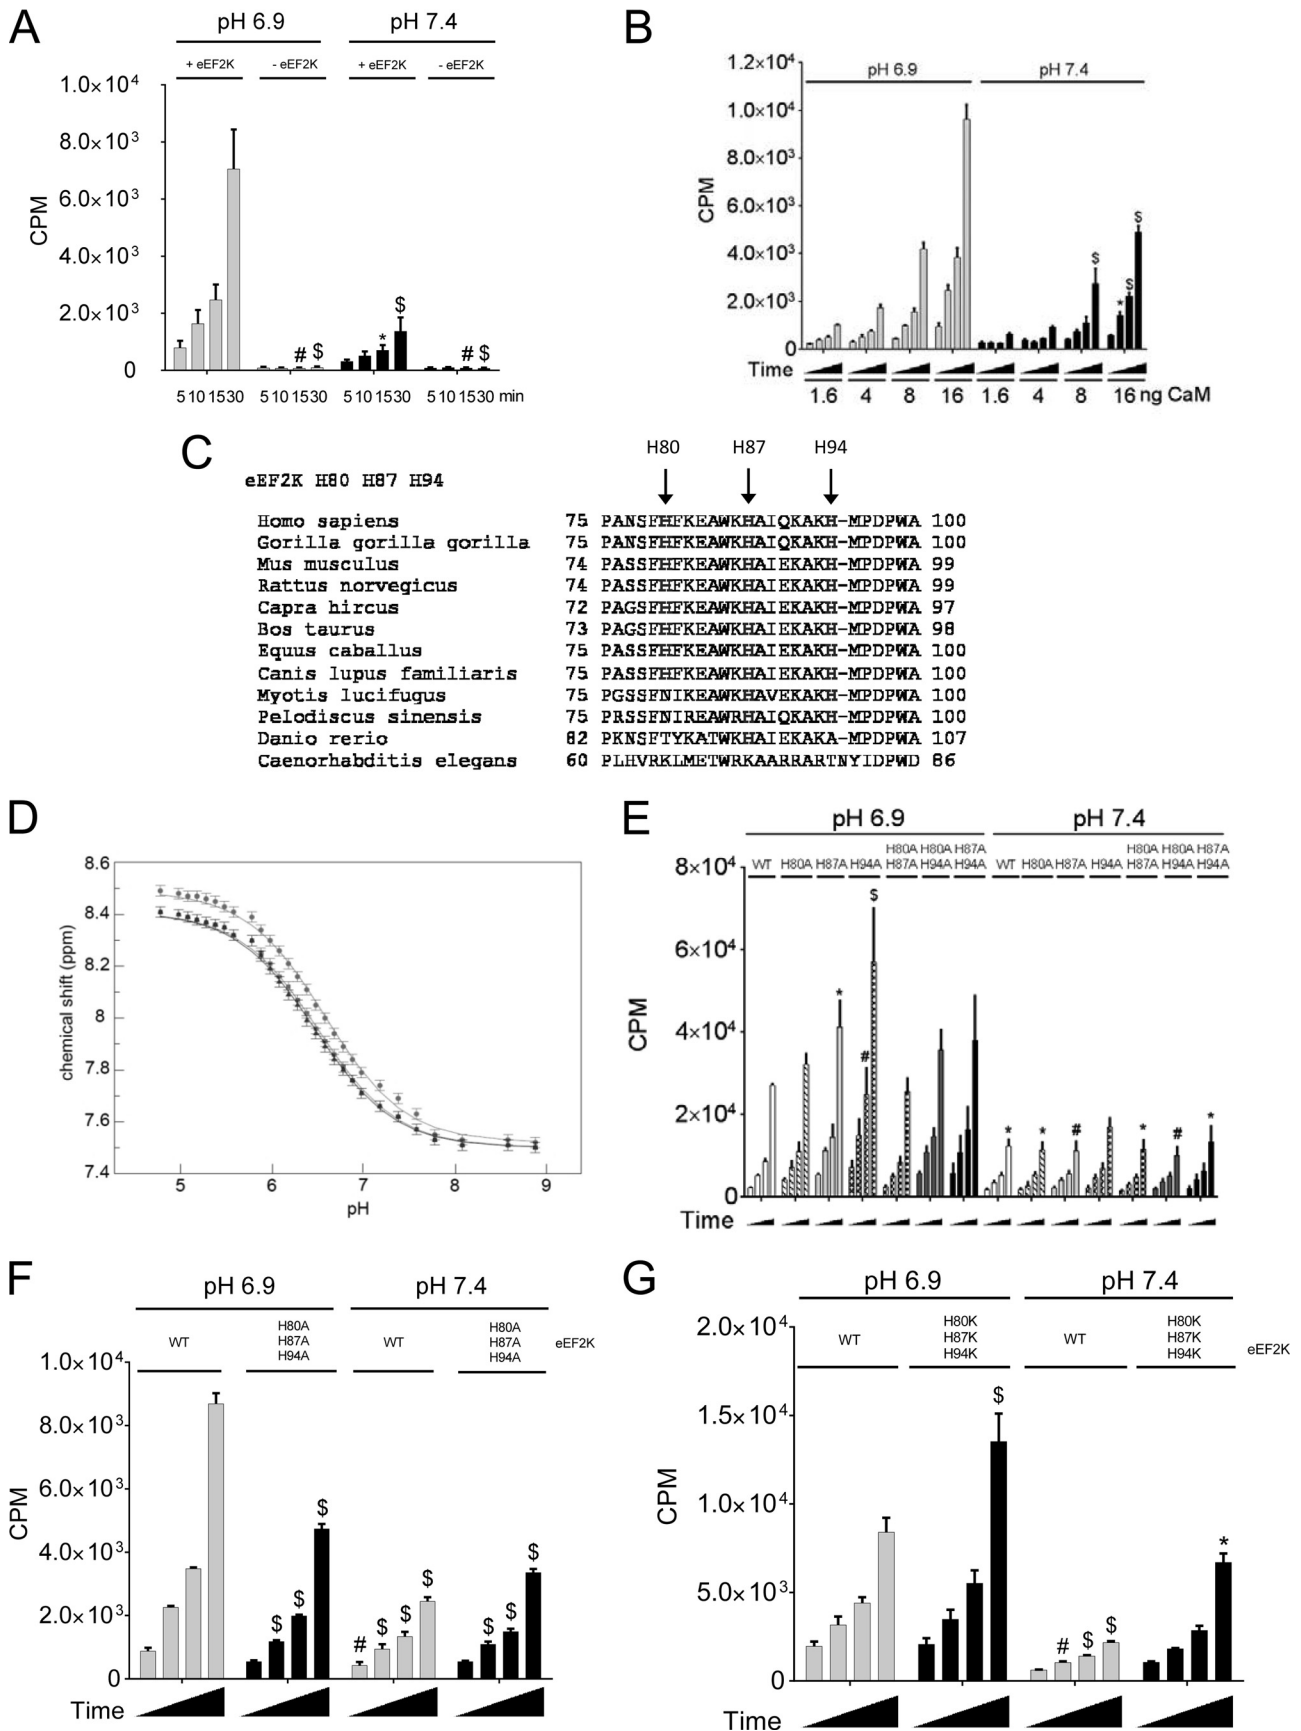 A
pH 6.9
pH 7.4
+ eEF2K
- eEF2K
+ eEF2K
- eEF2K
1.0×10⁴
8.0×10³
6.0×10³
4.0×10³
2.0×10³
0
CPM
# $ * $ # $
5 10 15 30 5 10 15 30 5 10 15 30 5 10 15 30 min
B
pH 6.9
pH 7.4
1.2×10⁴
1.0×10⁴
8.0×10³
6.0×10³
4.0×10³
2.0×10³
0
CPM
$ * $ $
Time
1.6 4 8 16 1.6 4 8 16 ng CaM
C
H80 H87 H94
eEF2K H80 H87 H94
Homo sapiens 75 PANSFHFKEAWKHAIQKAKH-MPDPWA 100
Gorilla gorilla gorilla 75 PANSFHFKEAWKHAIQKAKH-MPDPWA 100
Mus musculus 74 PASSFHFKEAWKHAIEKAKH-MPDPWA 99
Rattus norvegicus 74 PASSFHFKEAWKHAIEKAKH-MPDPWA 99
Capra hircus 72 PAGSFHFKEAWKHAIEKAKH-MPDPWA 97
Bos taurus 73 PAGSFHFKEAWKHAIEKAKH-MPDPWA 98
Equus caballus 75 PASSFHFKEAWKHAIEKAKH-MPDPWA 100
Canis lupus familiaris 75 PASSFHFKEAWKHAIEKAKH-MPDPWA 100
Myotis lucifugus 75 PGSSFNIKEAWKHAVEKAKH-MPDPWA 100
Pelodiscus sinensis 75 PRSSFNIREAWRHAIQKAKH-MPDPWA 100
Danio rerio 82 PKNSFTYKATWKHAIEKAKA-MPDPWA 107
Caenorhabditis elegans 60 PLHVRKLMETWRKAARRARTNYIDPWD 86
D
8.6
8.4
8.2
8
7.8
7.6
7.4
chemical shift (ppm)
5 6 7 8 9
pH
E
pH 6.9
pH 7.4
H80A H80A H87A H80A H80A H87A
WT H80A H87A H94A H87A H94A H94A WT H80A H87A H94A H87A H94A H94A
8×10⁴
6×10⁴
4×10⁴
2×10⁴
0
CPM
* # $ * * # * # *
Time
F
pH 6.9
pH 7.4
WT
H80A
H87A
H94A
WT
H80A
H87A
H94A
eEF2K
1.0×10⁴
8.0×10³
6.0×10³
4.0×10³
2.0×10³
0
CPM
$ $ $ # $ $ $ $ $ $
Time
G
pH 6.9
pH 7.4
WT
H80K
H87K
H94K
WT
H80K
H87K
H94K
eEF2K
2.0×10⁴
1.5×10⁴
1.0×10⁴
5.0×10³
0
CPM
$ # $ $ *
Time